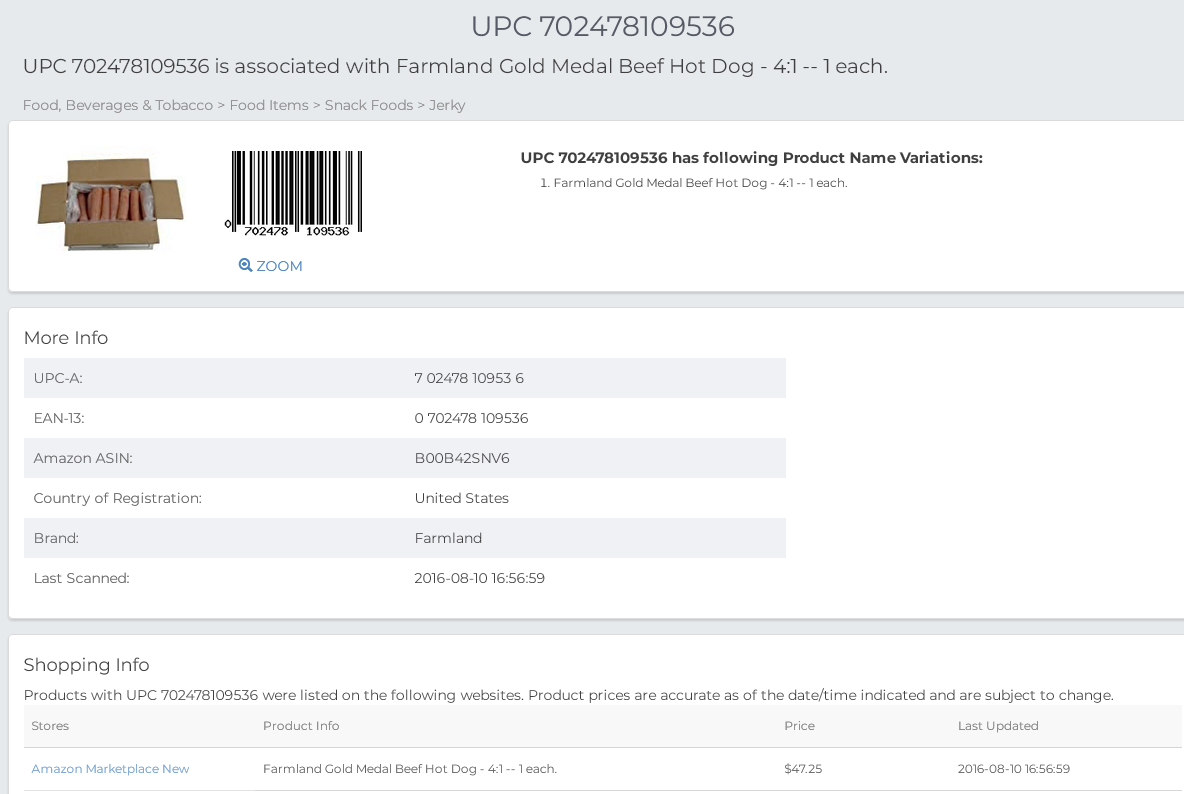 UPC 702478109536
UPC 702478109536 is associated with Farmland Gold Medal Beef Hot Dog - 4:1 -- 1 each.
Food, Beverages & Tobacco > Food Items > Snack Foods > Jerky
0 702478 109536
ZOOM
UPC 702478109536 has following Product Name Variations:
1. Farmland Gold Medal Beef Hot Dog - 4:1 -- 1 each.
More Info
UPC-A: 7 02478 10953 6
EAN-13: 0 702478 109536
Amazon ASIN: B00B42SNV6
Country of Registration: United States
Brand: Farmland
Last Scanned: 2016-08-10 16:56:59
Shopping Info
Products with UPC 702478109536 were listed on the following websites. Product prices are accurate as of the date/time indicated and are subject to change.
Stores Product Info Price Last Updated
Amazon Marketplace New Farmland Gold Medal Beef Hot Dog - 4:1 -- 1 each. $47.25 2016-08-10 16:56:59